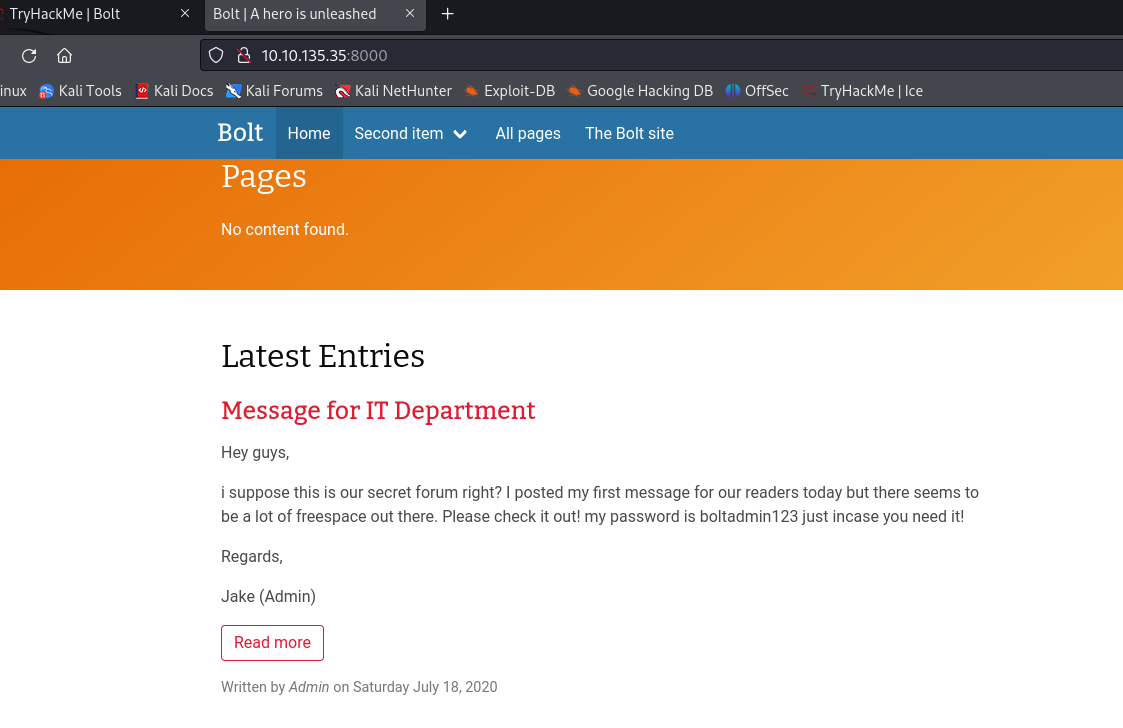 TryHackMe | Bolt
Bolt | A hero is unleashed
10.10.135.35:8000
inux Kali Tools Kali Docs Kali Forums Kali NetHunter Exploit-DB Google Hacking DB OffSec TryHackMe | Ice
Bolt Home Second item All pages The Bolt site
Pages
No content found.
Latest Entries
Message for IT Department
Hey guys,
i suppose this is our secret forum right? I posted my first message for our readers today but there seems to
be a lot of freespace out there. Please check it out! my password is boltadmin123 just incase you need it!
Regards,
Jake (Admin)
Read more
Written by Admin on Saturday July 18, 2020